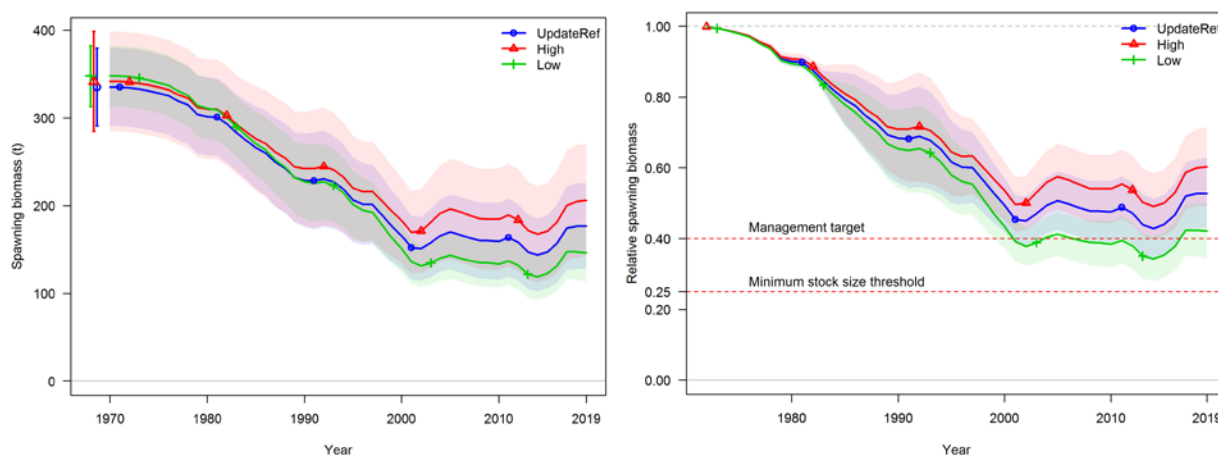 UpdateRef
High
Low
400
300
200
100
0
Spawning biomass (t)
1970
1980
1990
2000
2010
2019
Year
UpdateRef
High
Low
1.00
0.80
0.60
0.40
0.25
0.20
0.00
Relative spawning biomass
Management target
Minimum stock size threshold
1980
1990
2000
2010
2019
Year